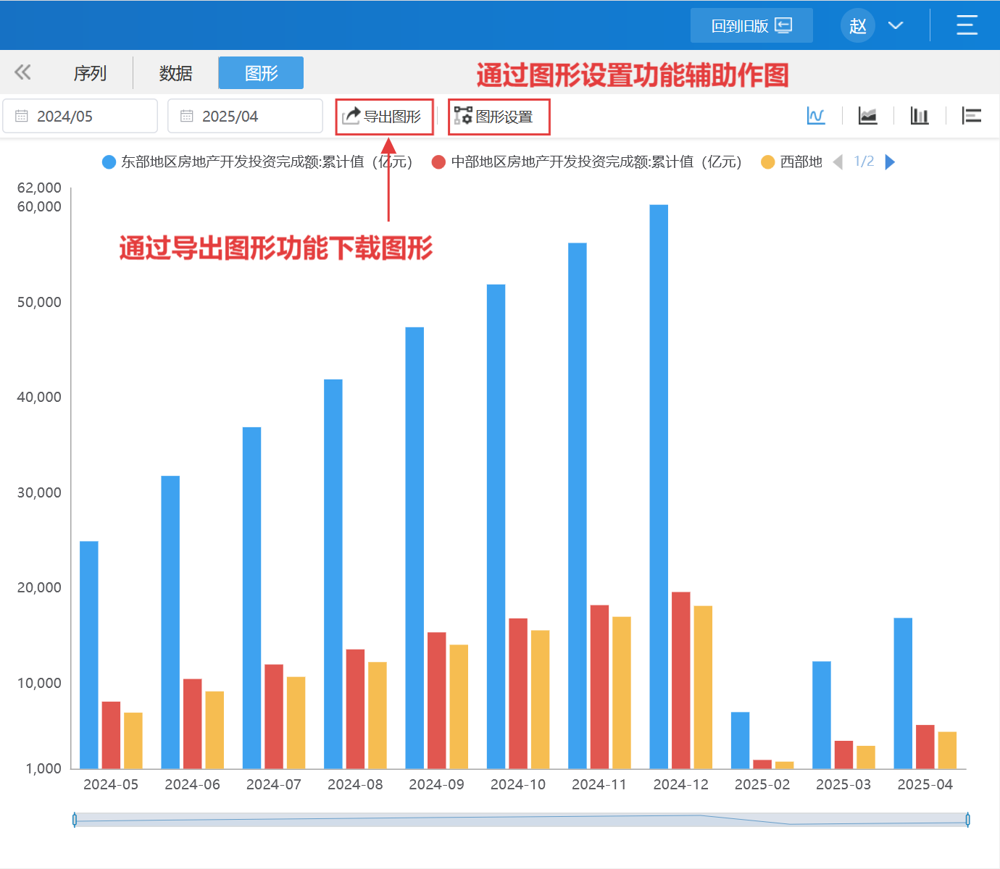 回到旧版
赵
序列
数据
图形
通过图形设置功能辅助作图
2024/05
2025/04
导出图形
图形设置
东部地区房地产开发投资完成额:累计值（亿元）
中部地区房地产开发投资完成额:累计值（亿元）
西部地
1/2
通过导出图形功能下载图形
62,000
60,000
50,000
40,000
30,000
20,000
10,000
1,000
2024-05
2024-06
2024-07
2024-08
2024-09
2024-10
2024-11
2024-12
2025-02
2025-03
2025-04